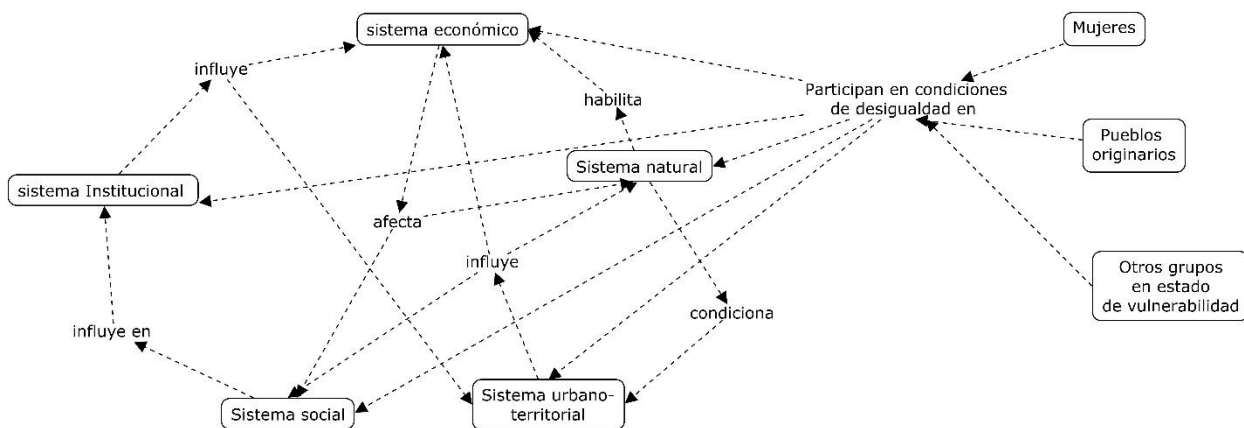 sistema económico
Mujeres
influye
Participan en condiciones
de desigualdad en
habilita
Pueblos
originarios
Sistema natural
sistema Institucional
afecta
influye
Otros grupos
en estado
de vulnerabilidad
condiciona
influye en
Sistema urbano-
territorial
Sistema social